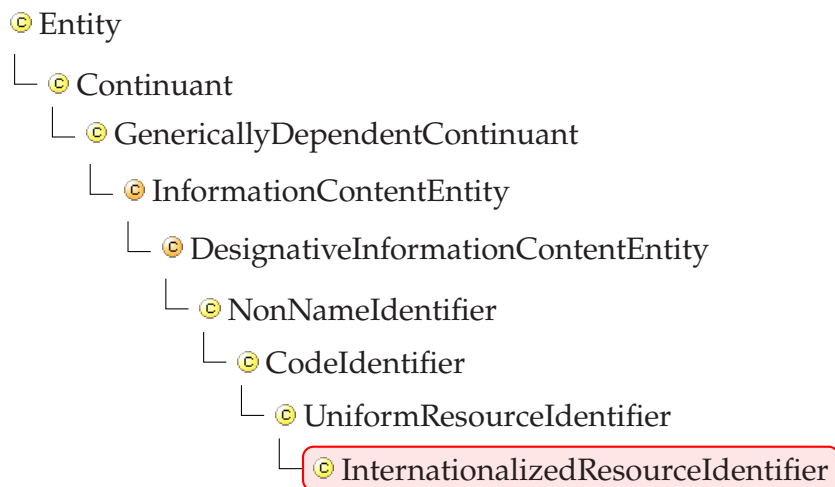 Entity
Continuant
GenericallyDependentContinuant
InformationContentEntity
DesignativeInformationContentEntity
NonNameIdentifier
CodeIdentifier
UniformResourceIdentifier
InternationalizedResourceIdentifier